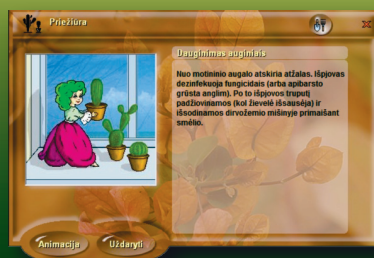 Priežiūra
Dauginimas auginiais
Nuo motininio augalo atskiria atžalas. Išpjovas
dezinfekuoja fungicidais (arba apibarsto
grūsta anglim). Po to išpjovos truputį
padžiovinamos (kol žievelė išsausėja) ir
išsodinamos dirvožemio mišinyje primaišant
smėlio.
Animacija
Uždaryti